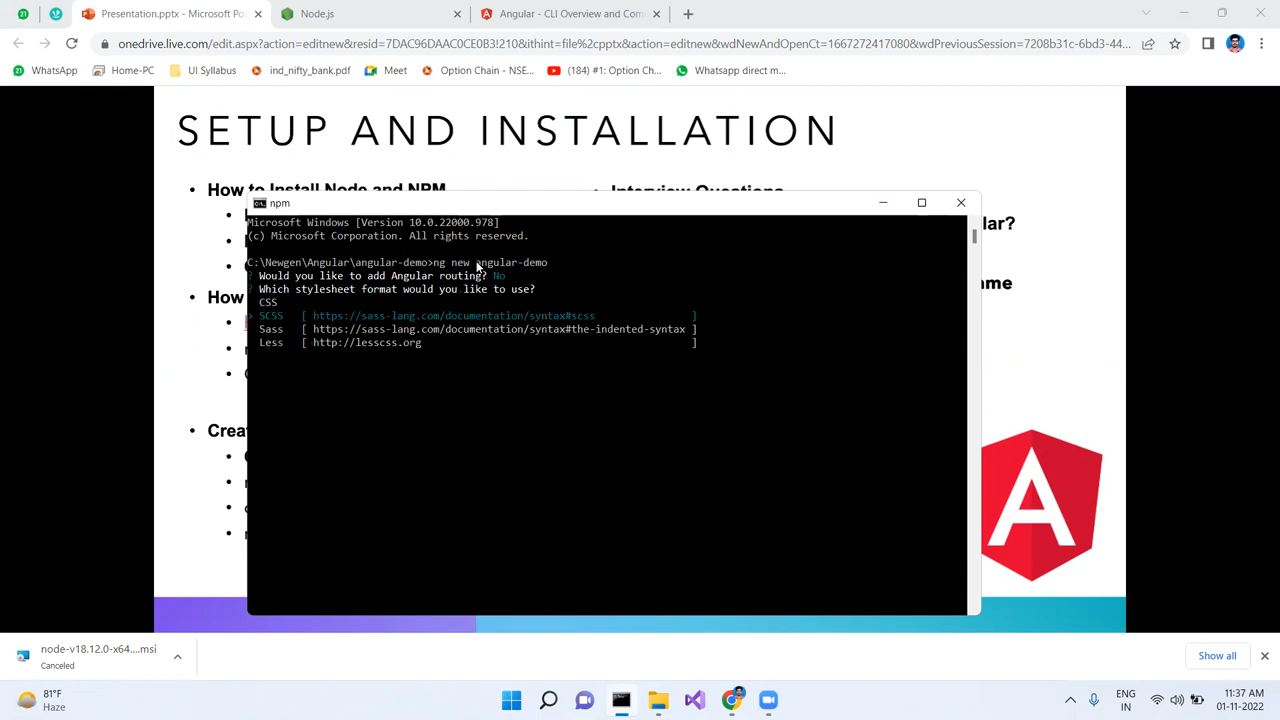 21
Presentation.pptx - Microsoft Po
Node.js
Angular - CLI Overview and Com
onedrive.live.com/edit.aspx?action=editnew&resid=7DAC96DAAC0CE0B3!2108&ithint=file%2cpptx&action=editnew&wdNewAndOpenCt=1667272417080&wdPreviousSession=7208b31c-6bd3-44...
21
WhatsApp
Home-PC
UI Syllabus
ind_nifty_bank.pdf
Meet
Option Chain - NSE...
(184) #1: Option Ch...
Whatsapp direct m...
SETUP AND INSTALLATION
• How to Install Node and NPM
• Interview Questions
lar?
• How
ame
• Crea
npm
Microsoft Windows [Version 10.0.22000.978]
(c) Microsoft Corporation. All rights reserved.
C:\Newgen\Angular\angular-demo>ng new angular-demo
? Would you like to add Angular routing? No
? Which stylesheet format would you like to use?
CSS
> SCSS [ https://sass-lang.com/documentation/syntax#scss ]
Sass [ https://sass-lang.com/documentation/syntax#the-indented-syntax ]
Less [ http://lesscss.org ]
A
node-v18.12.0-x64....msi
Canceled
Show all
81°F
Haze
ENG
IN
11:37 AM
01-11-2022